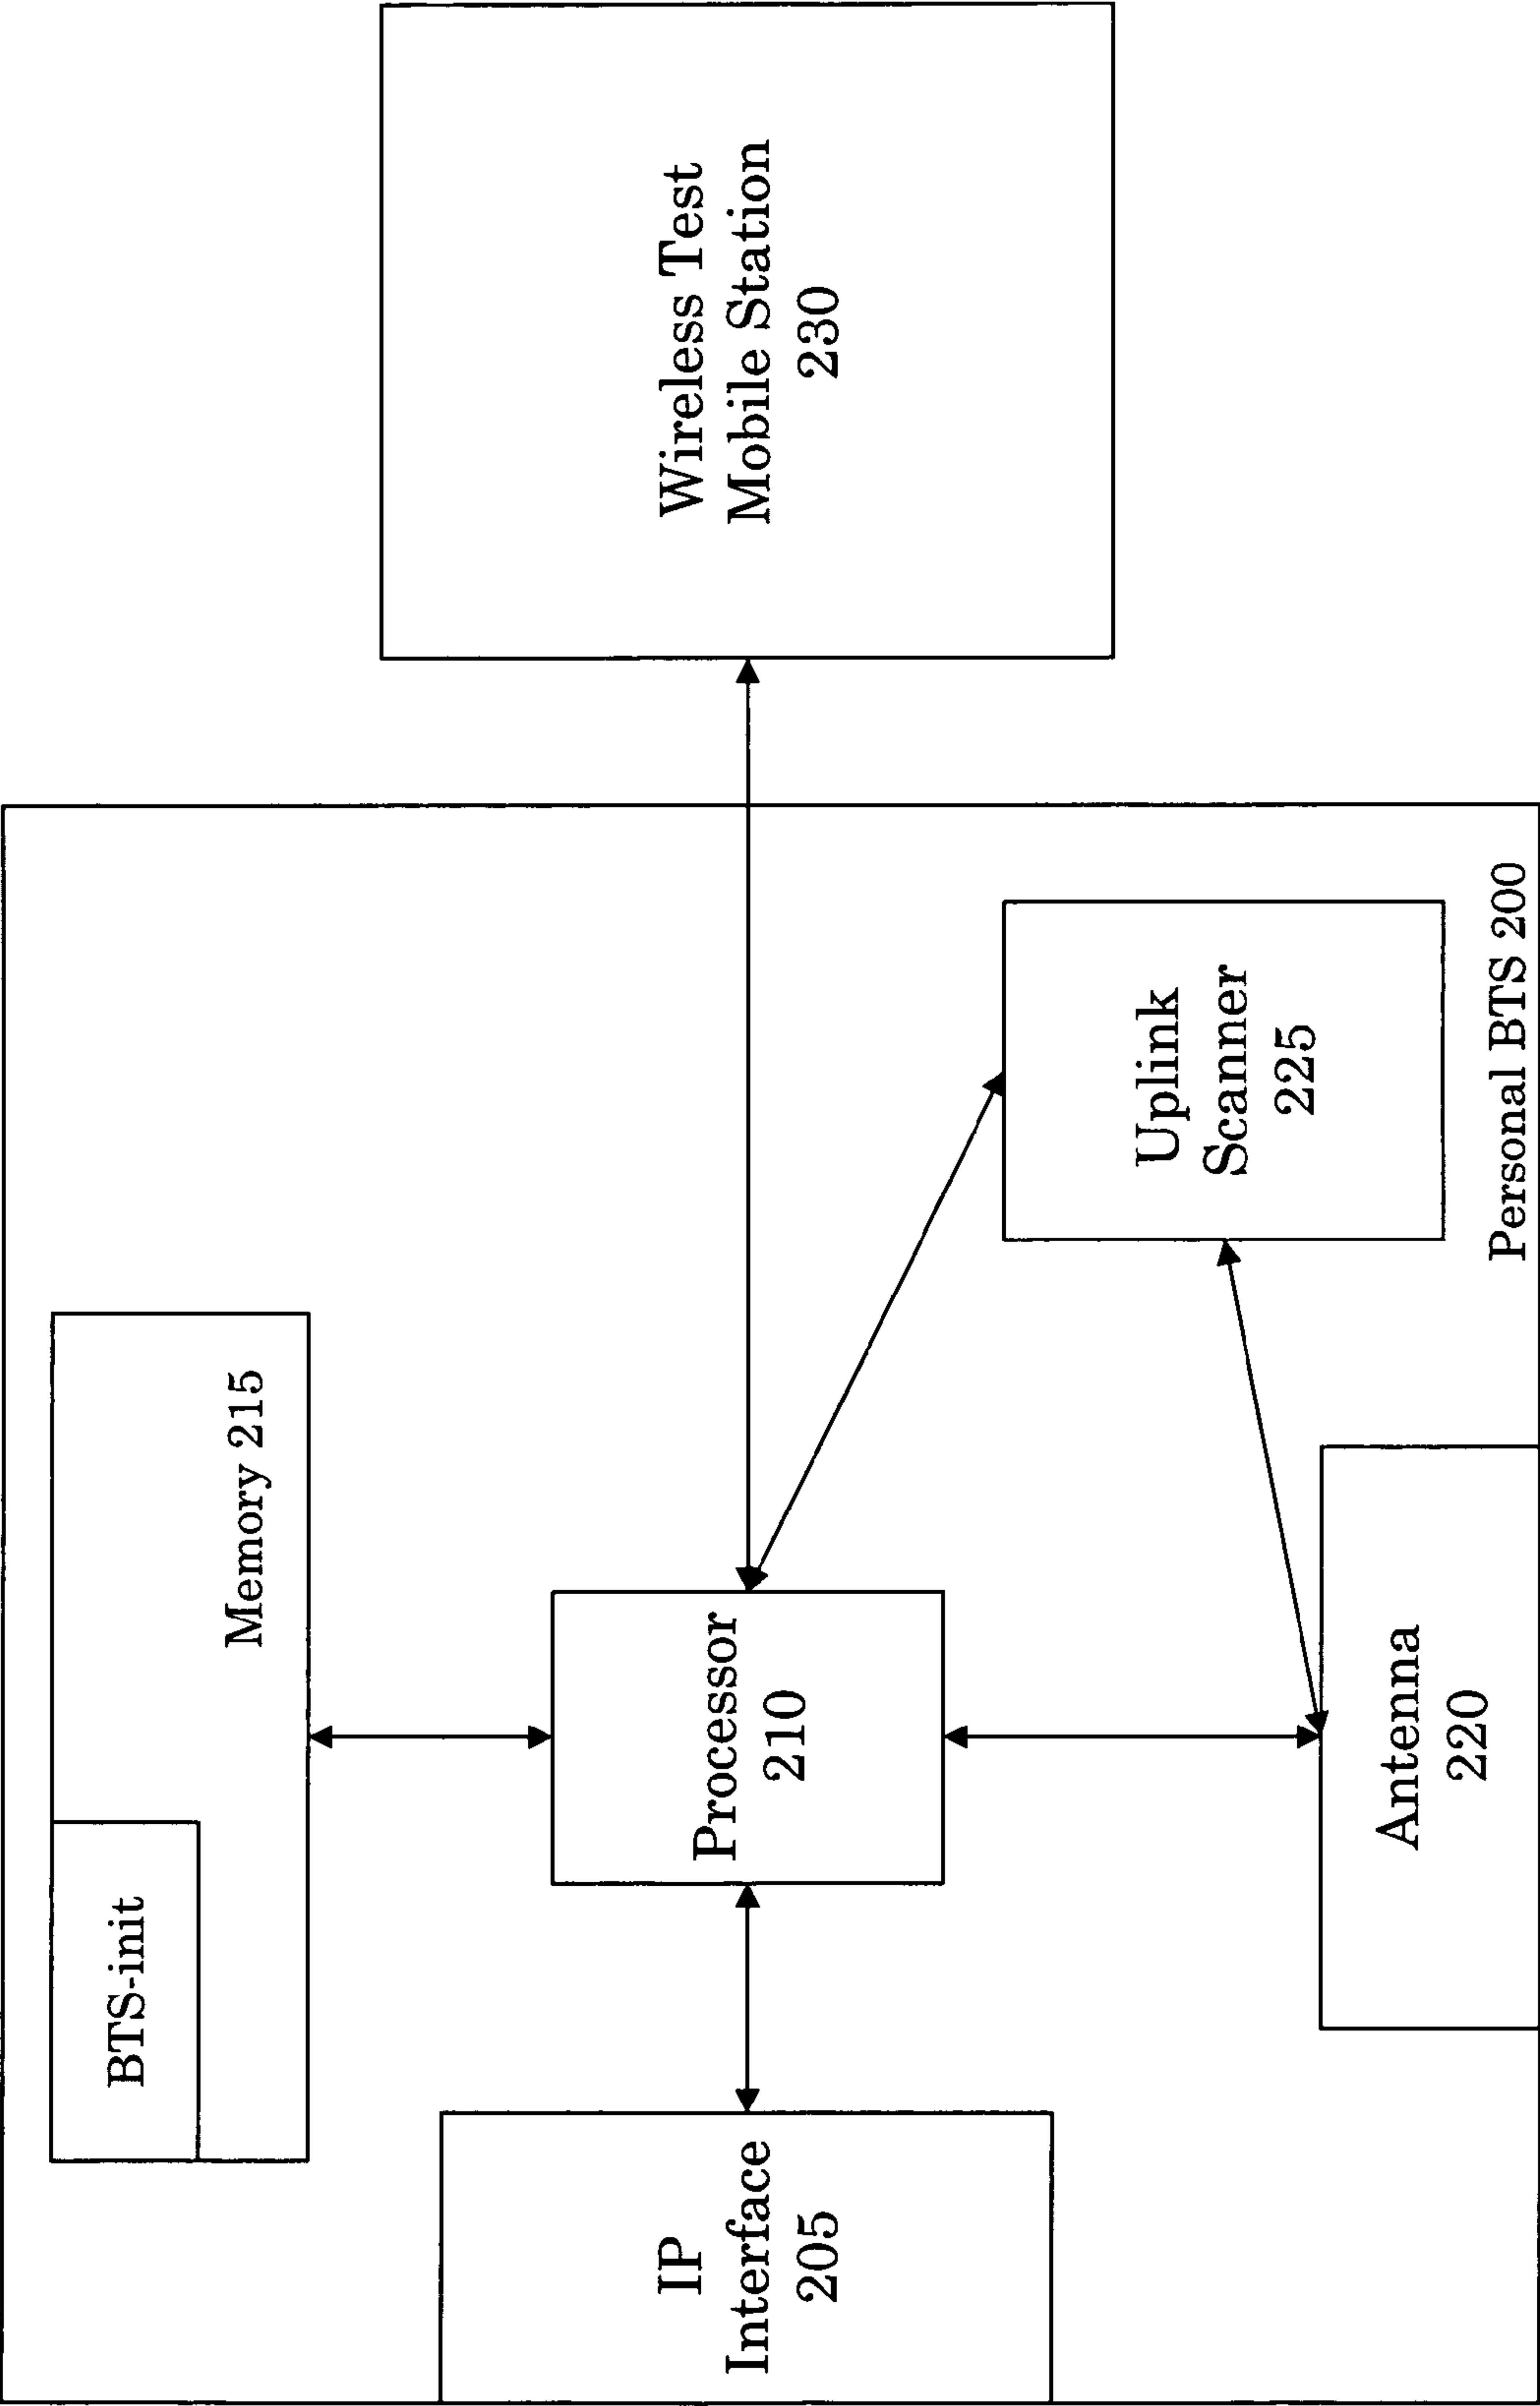 BTS-init
Memory 215
IP
Interface
205
Processor
210
Wireless Test
Mobile Station
230
Antenna
220
Uplink
Scanner
225
Personal BTS 200